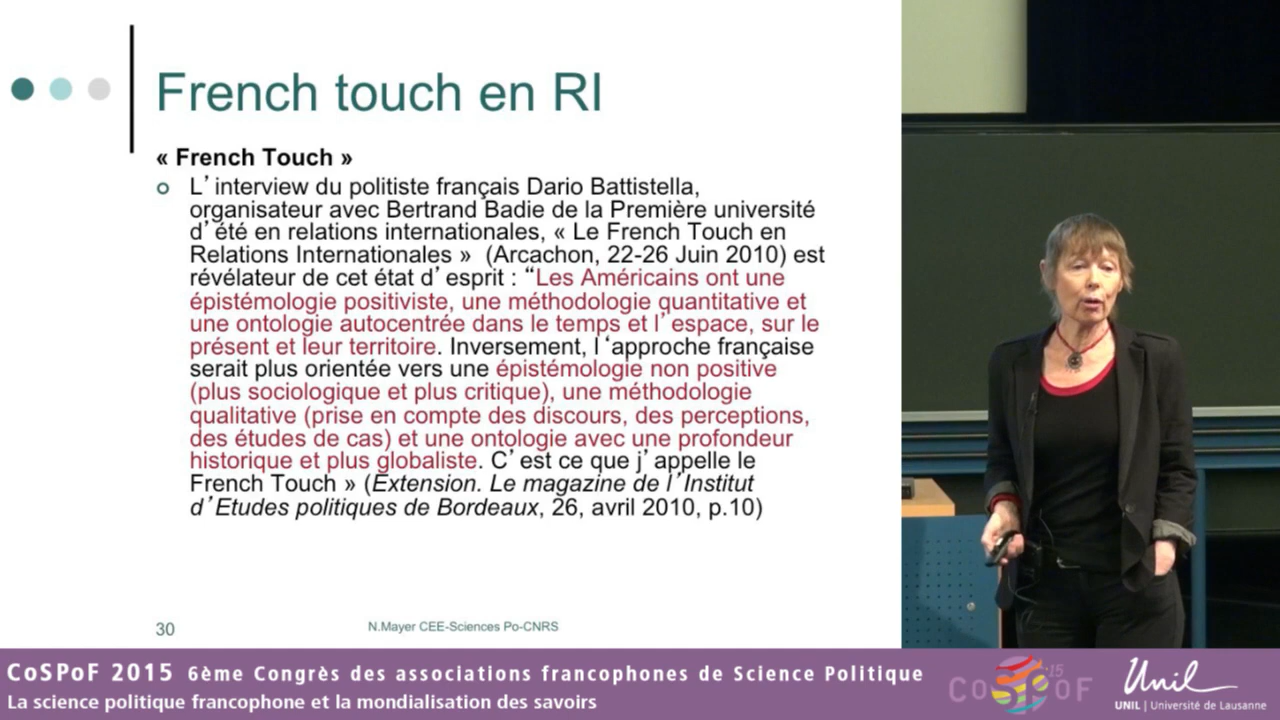 French touch en RI
« French Touch »
L’interview du politiste français Dario Battistella,
organisateur avec Bertrand Badie de la Première université
d’été en relations internationales, « Le French Touch en
Relations Internationales » (Arcachon, 22-26 Juin 2010) est
révélateur de cet état d’esprit : “Les Américains ont une
épistémologie positiviste, une méthodologie quantitative et
une ontologie autocentrée dans le temps et l’espace, sur le
présent et leur territoire. Inversement, l‘approche française
serait plus orientée vers une épistémologie non positive
(plus sociologique et plus critique), une méthodologie
qualitative (prise en compte des discours, des perceptions,
des études de cas) et une ontologie avec une profondeur
historique et plus globaliste. C’est ce que j’appelle le
French Touch » (Extension. Le magazine de l’Institut
d’Etudes politiques de Bordeaux, 26, avril 2010, p.10)
30
N.Mayer CEE-Sciences Po-CNRS
CoSPoF 2015 6ème Congrès des associations francophones de Science Politique
La science politique francophone et la mondialisation des savoirs
CoSPoF '15
Unil
UNIL | Université de Lausanne